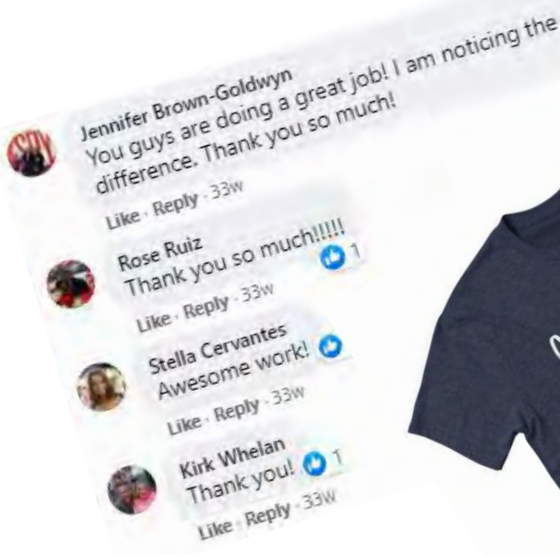 Jennifer Brown-Goldwyn
You guys are doing a great job! I am noticing the
difference. Thank you so much!
Like · Reply · 33w
Rose Ruiz
Thank you so much!!!!!
1
Like · Reply · 33w
Stella Cervantes
Awesome work!
Like · Reply · 33w
Kirk Whelan
Thank you! 1
Like · Reply · 33w